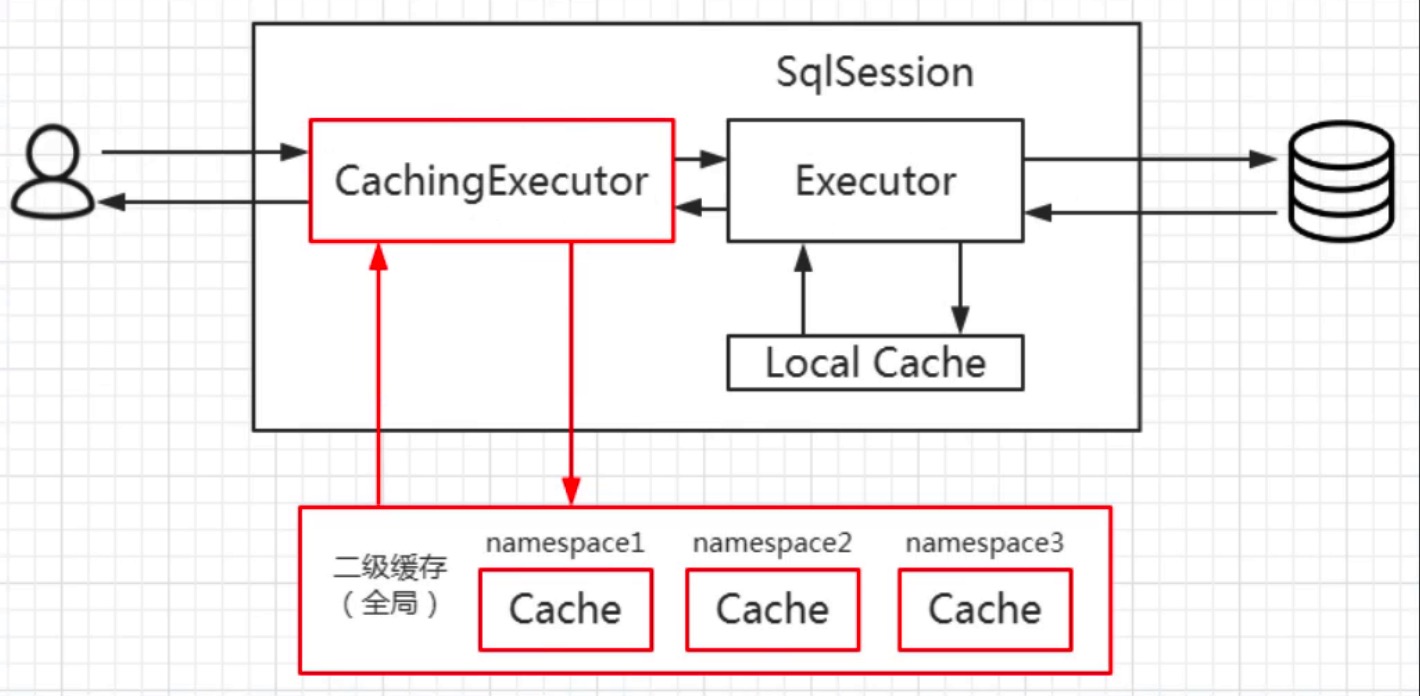 SqlSession
CachingExecutor
Executor
Local Cache
二级缓存
（全局）
namespace1
namespace2
namespace3
Cache
Cache
Cache